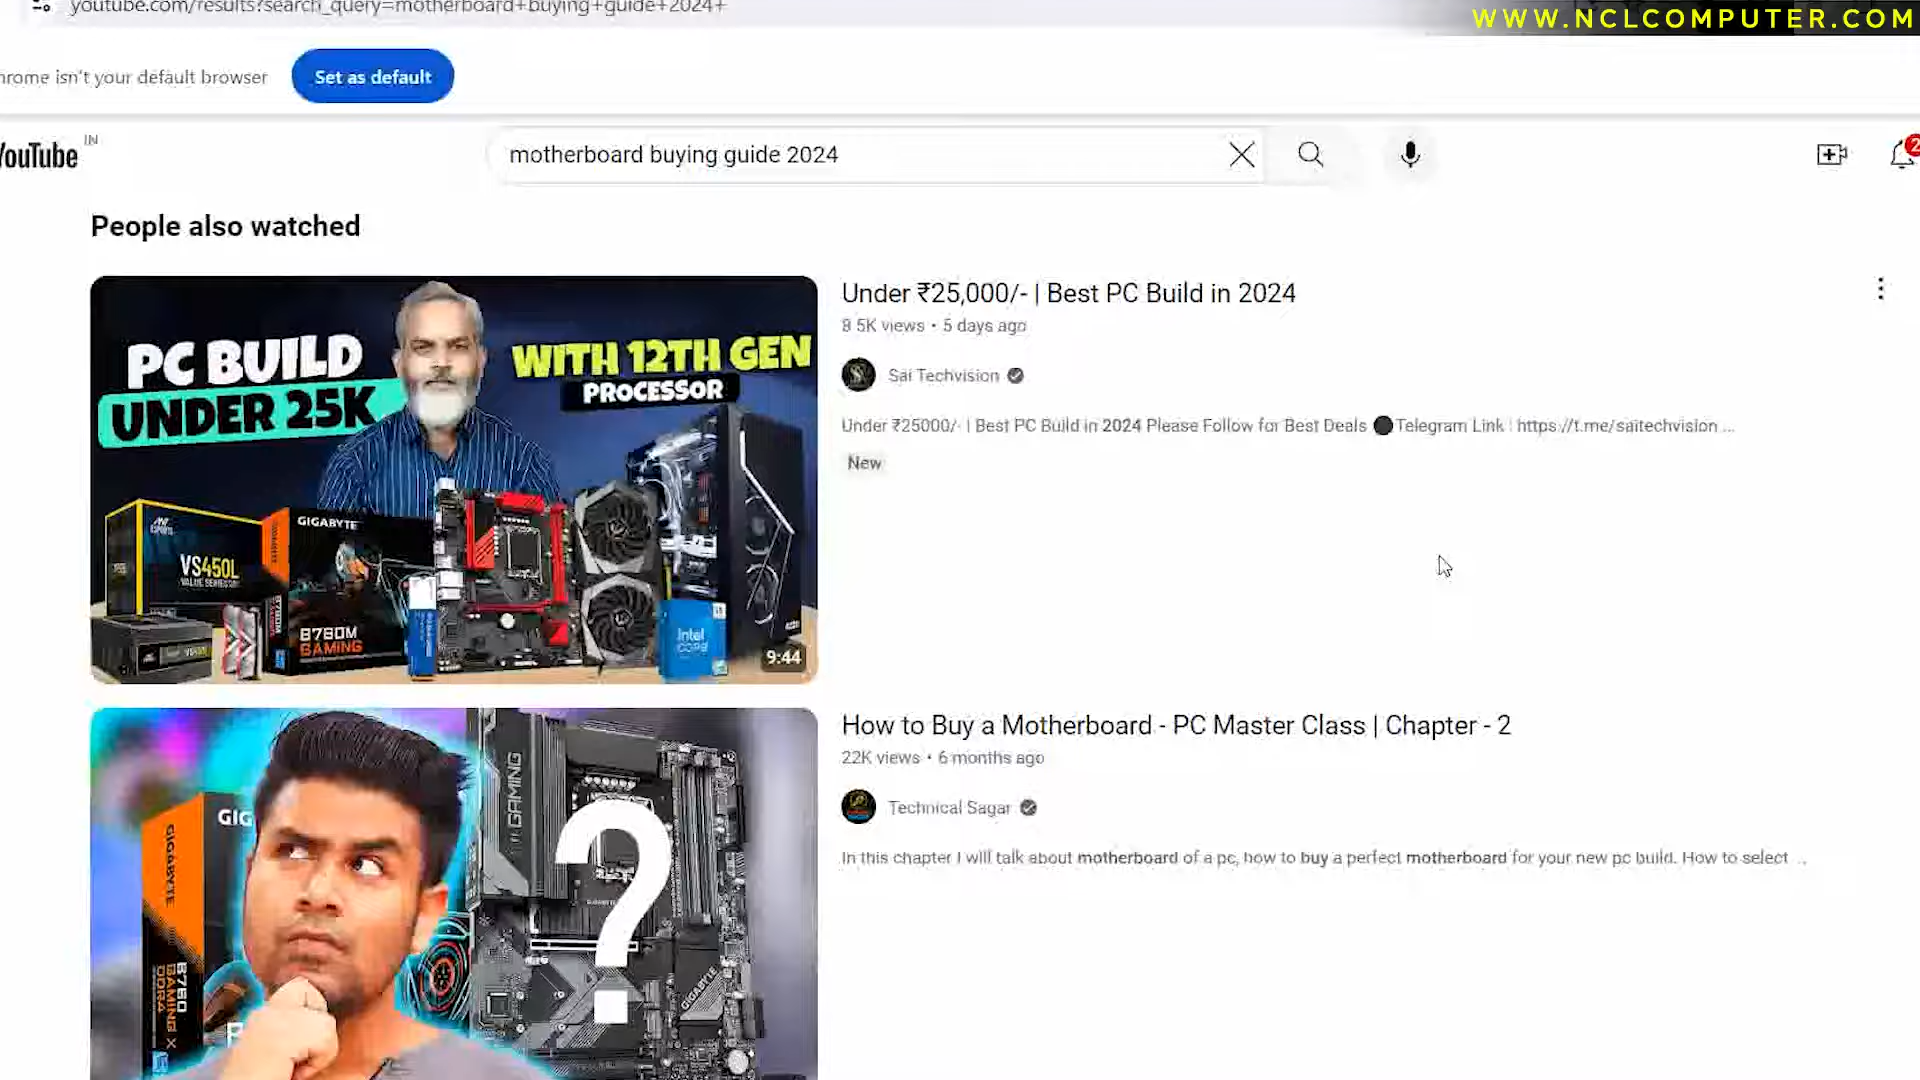 youtube.com/results?search_query=motherboard+buying+guide+2024+
WWW.NCLCOMPUTER.COM
hrome isn't your default browser
Set as default
YouTube IN
motherboard buying guide 2024
2
People also watched
PC BUILD
UNDER 25K
WITH 12TH GEN
PROCESSOR
GIGABYTE
VS450L
VALUE SERIES
B760M
GAMING
intel
CORE
9:44
Under ₹25,000/- | Best PC Build in 2024
8.5K views • 5 days ago
Sai Techvision
Under ₹25000/- | Best PC Build in 2024 Please Follow for Best Deals Telegram Link : https://t.me/saitechvision ...
New
GIG
GIGABYTE
B760
GAMING X
DDR4
GAMING
?
GIGABYTE
How to Buy a Motherboard - PC Master Class | Chapter - 2
22K views • 6 months ago
Technical Sagar
In this chapter I will talk about motherboard of a pc, how to buy a perfect motherboard for your new pc build. How to select ...